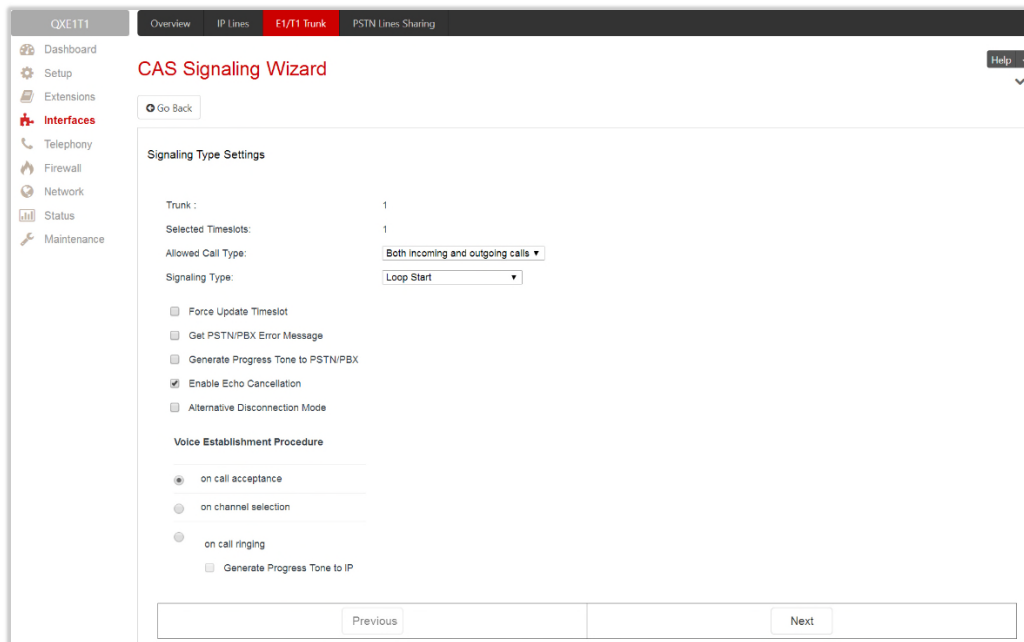 QXE1T1
Overview IP Lines E1/T1 Trunk PSTN Lines Sharing
Dashboard
Setup
Extensions
Interfaces
Telephony
Firewall
Network
Status
Maintenance
CAS Signaling Wizard
Help
Go Back
Signaling Type Settings
Trunk : 1
Selected Timeslots: 1
Allowed Call Type: Both incoming and outgoing calls
Signaling Type: Loop Start
Force Update Timeslot
Get PSTN/PBX Error Message
Generate Progress Tone to PSTN/PBX
Enable Echo Cancellation
Alternative Disconnection Mode
Voice Establishment Procedure
on call acceptance
on channel selection
on call ringing
Generate Progress Tone to IP
Previous Next